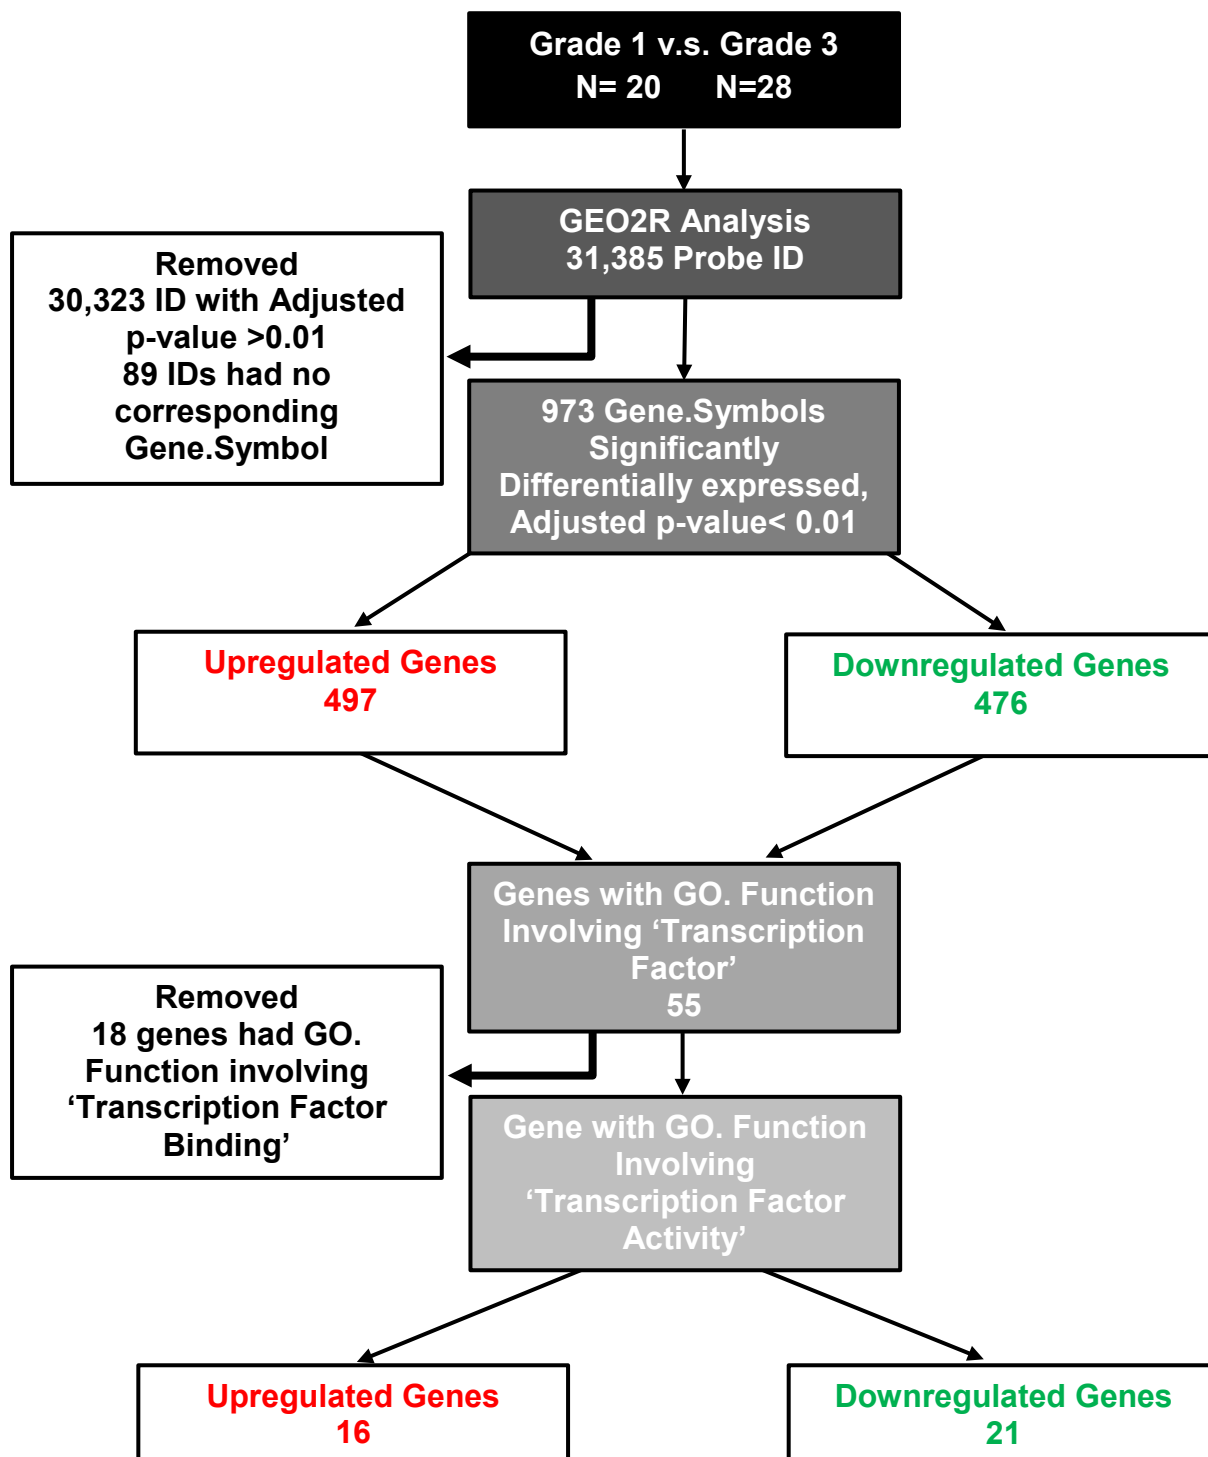 Grade 1 v.s. Grade 3
N= 20 N=28
GEO2R Analysis
31,385 Probe ID
Removed
30,323 ID with Adjusted
p-value >0.01
89 IDs had no
corresponding
Gene.Symbol
973 Gene.Symbols
Significantly
Differentially expressed,
Adjusted p-value< 0.01
Upregulated Genes
497
Downregulated Genes
476
Genes with GO. Function
Involving ‘Transcription
Factor’
55
Removed
18 genes had GO.
Function involving
‘Transcription Factor
Binding’
Gene with GO. Function
Involving
‘Transcription Factor
Activity’
Upregulated Genes
16
Downregulated Genes
21